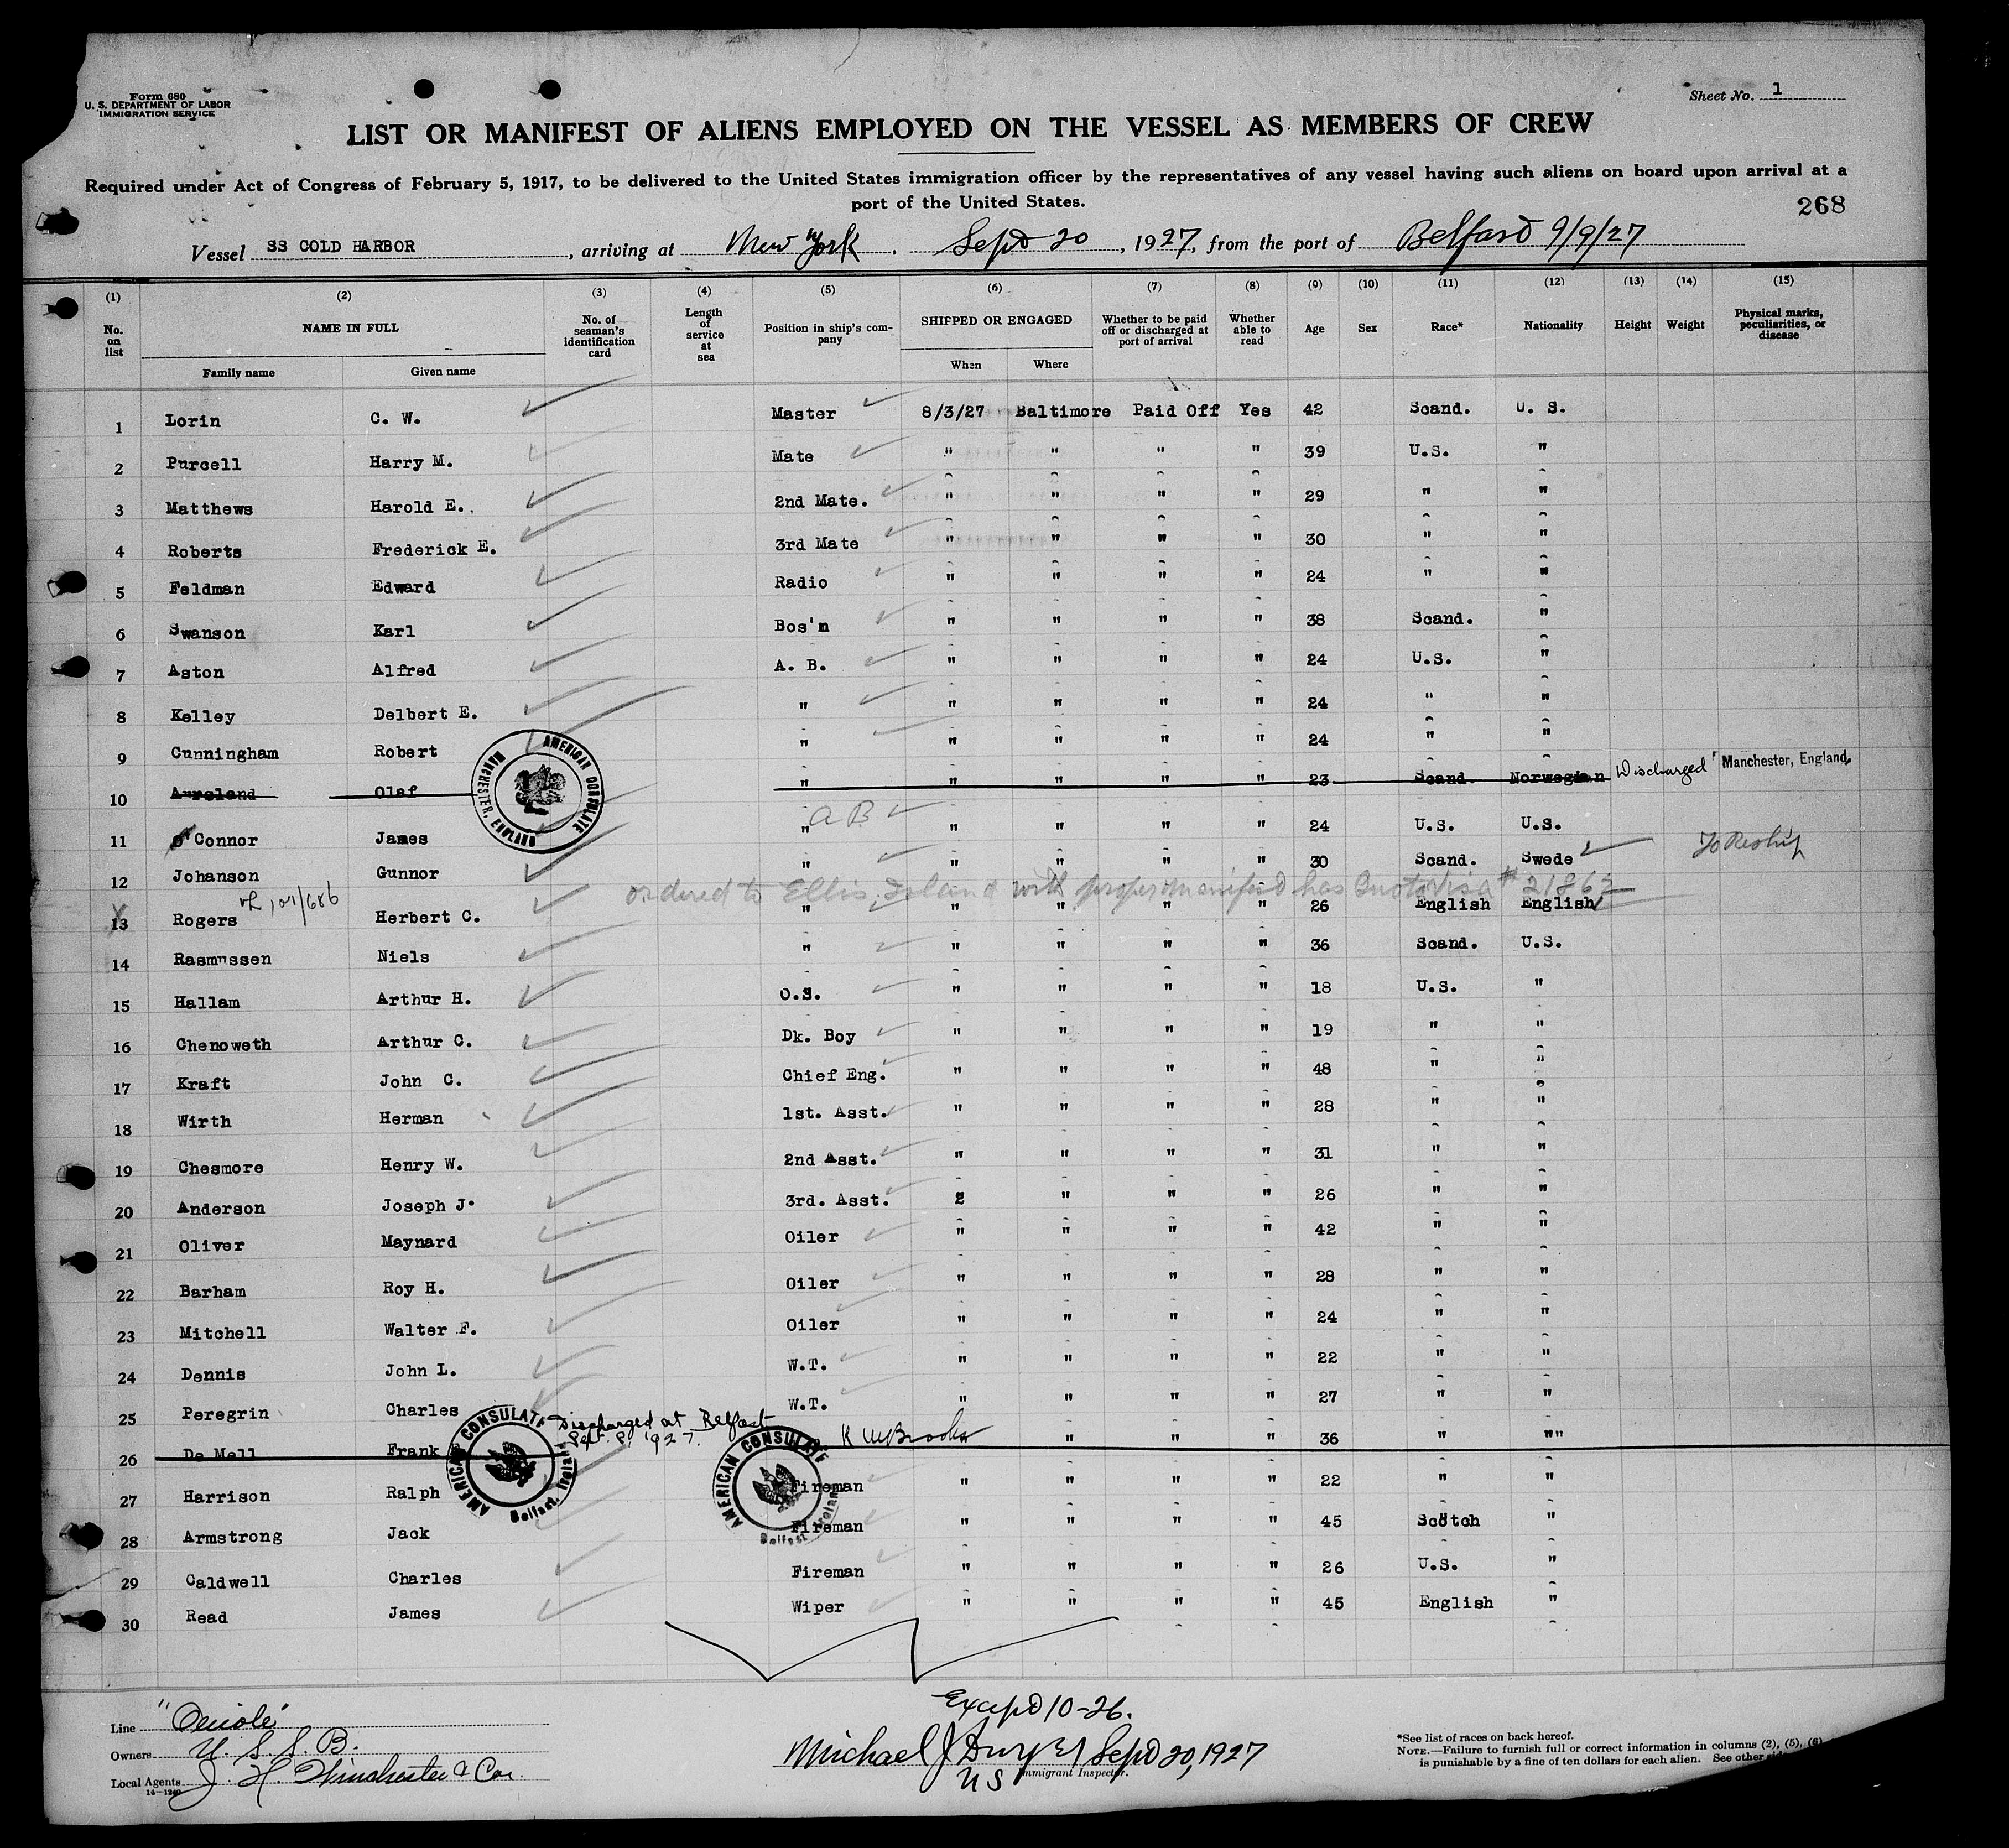 Form 680
U. S. DEPARTMENT OF LABOR
IMMIGRATION SERVICE
Sheet No. 1
LIST OR MANIFEST OF ALIENS EMPLOYED ON THE VESSEL AS MEMBERS OF CREW
Required under Act of Congress of February 5, 1917, to be delivered to the United States immigration officer by the representatives of any vessel having such aliens on board upon arrival at a
port of the United States.
268
Vessel SS COLD HARBOR, arriving at New York. Sept 20, 1927, from the port of Belfast 9/9/27
(1) (2) (3) (4) (5) (6) (7) (8) (9) (10) (11) (12) (13) (14) (15)
No. on list NAME IN FULL No. of seaman's identification card Length of service at sea Position in ship's company SHIPPED OR ENGAGED Whether to be paid off or discharged at port of arrival Whether able to read Age Sex Race* Nationality Height Weight Physical marks, peculiarities, or disease
Family name Given name When Where
1 Lorin C. W. Master 8/3/27 Baltimore Paid Off Yes 42 Scand. U. S.
2 Purcell Harry M. Mate " " " " 39 U.S. "
3 Matthews Harold E. 2nd Mate. " " " " 29 " "
4 Roberts Frederick E. 3rd Mate " " " " 30 " "
5 Feldman Edward Radio " " " " 24 " "
6 Swanson Karl Bos'n " " " " 38 Scand. "
7 Aston Alfred A. B. " " " " 24 U.S. "
8 Kelley Delbert E. " " " " " 24 " "
9 Cunningham Robert " " " " " 24 " "
AMERICAN CONSULATE MANCHESTER, ENGLAND
10 Aureland Olaf " " " " " 23 Scand. Norwegian Discharged Manchester, England.
A B
11 O'Connor James " " " " " 24 U.S. U.S.
12 Johanson Gunnor " " " " " 30 Scand. Swede To Reship
ordered to Ellis Island with proper manifest has Quota Visa #21863
13 Rogers Herbert C. " " " " " 26 English English
14 Rasmussen Niels " " " " " 36 Scand. U.S.
15 Hallam Arthur H. O.S. " " " " 18 U.S. "
16 Chenoweth Arthur C. Dk. Boy " " " " 19 " "
17 Kraft John C. Chief Eng. " " " " 48 " "
18 Wirth Herman 1st. Asst. " " " " 28 " "
19 Chesmore Henry W. 2nd Asst. " " " " 31 " "
20 Anderson Joseph J. 3rd. Asst. 2 " " " 26 " "
21 Oliver Maynard Oiler " " " " 42 " "
22 Barham Roy H. Oiler " " " " 28 " "
23 Mitchell Walter F. Oiler " " " " 24 " "
24 Dennis John L. W.T. " " " " 22 " "
25 Peregrin Charles W.T. " " " " 27 " "
Discharged at Belfast
Sept. 1927.
26 De Mell Frank " " " " 36 " ""
AMERICAN CONSULATE Belfast, Ireland
AMERICAN CONSULATE Belfast, Ireland
27 Harrison Ralph Fireman " " " " 22 " "
28 Armstrong Jack Fireman " " " " 45 Scotch "
29 Caldwell Charles Fireman " " " " 26 U.S. "
30 Read James Wiper " " " " 45 English "
Except 10-26.
Line "Oriole"
Owners U. S. S. B.
Local Agents J. H. Winchester & Co.
14-1240
Michael J Dwyer Sept 20, 1927
US Immigrant Inspector.
*See list of races on back hereof.
NOTE.—Failure to furnish full or correct information in columns (2), (5), (6)
is punishable by a fine of ten dollars for each alien. See other side